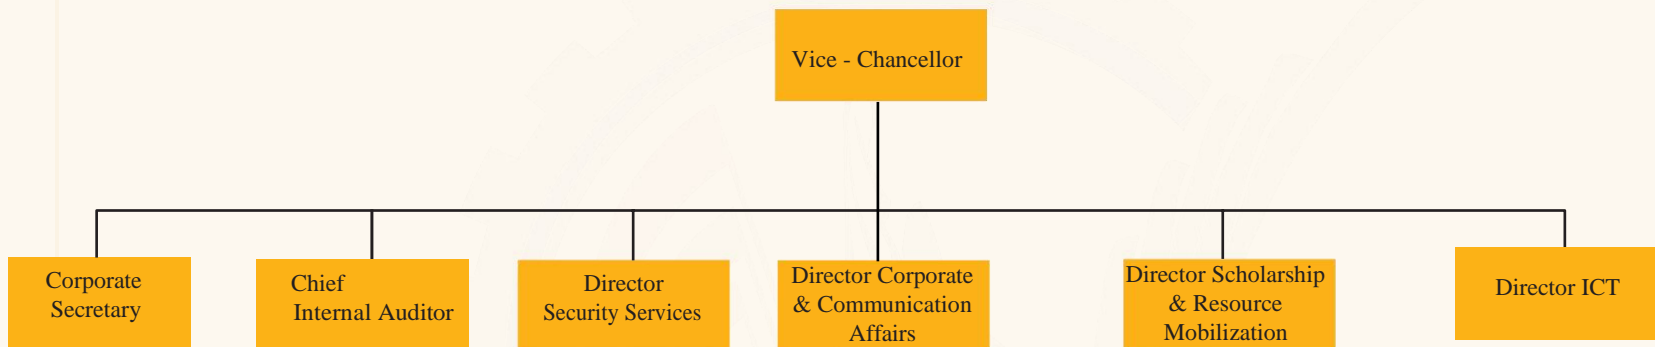 Vice - Chancellor
Corporate
Secretary
Chief
Internal Auditor
Director
Security Services
Director Corporate
& Communication
Affairs
Director Scholarship
& Resource
Mobilization
Director ICT